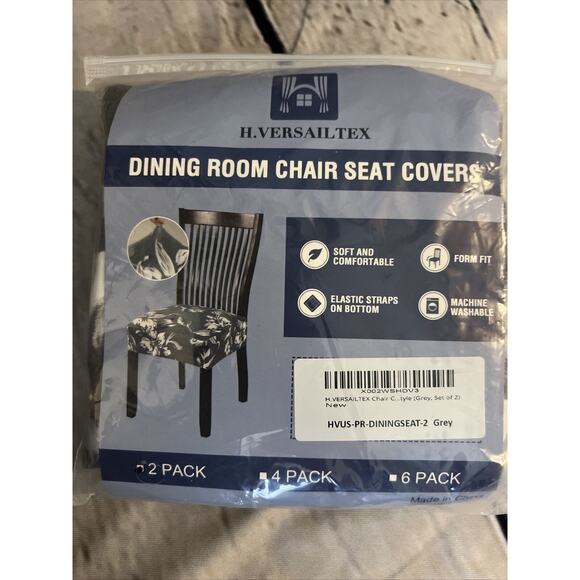 H.VERSAILTEX
DINING ROOM CHAIR SEAT COVERS
SOFT AND
COMFORTABLE
FORM FIT
ELASTIC STRAPS
ON BOTTOM
MACHINE
WASHABLE
X002WSHDV3
H.VERSAILTEX Chair C...tyle (Grey, Set of 2)
New
HVUS-PR-DININGSEAT-2 Grey
2 PACK
4 PACK
6 PACK
Made in